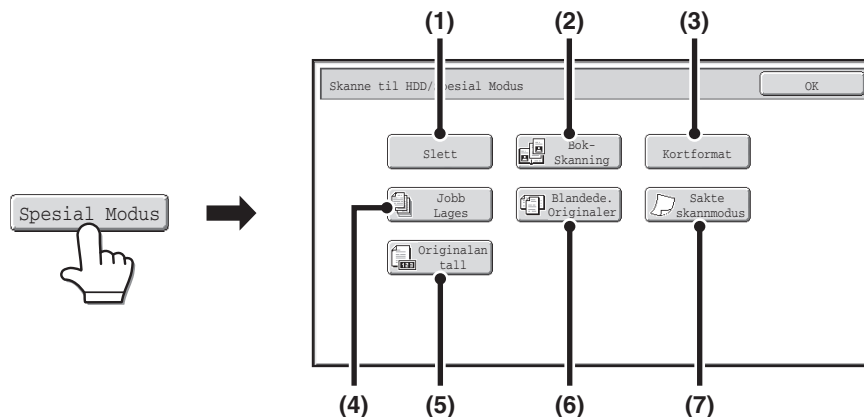 (1) (2) (3)
Skanne til HDD/Spesial Modus OK
Slett
Bok-
Skanning
Kortformat
Spesial Modus
Jobb
Lages
Blandede.
Originaler
Sakte
skannmodus
Originalan
tall
(4) (5) (6) (7)